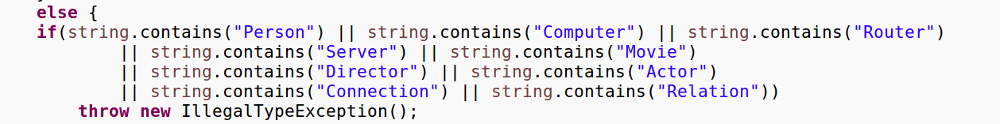 else {
if(string.contains("Person") || string.contains("Computer") || string.contains("Router")
|| string.contains("Server") || string.contains("Movie")
|| string.contains("Director") || string.contains("Actor")
|| string.contains("Connection") || string.contains("Relation"))
throw new IllegalTypeException();